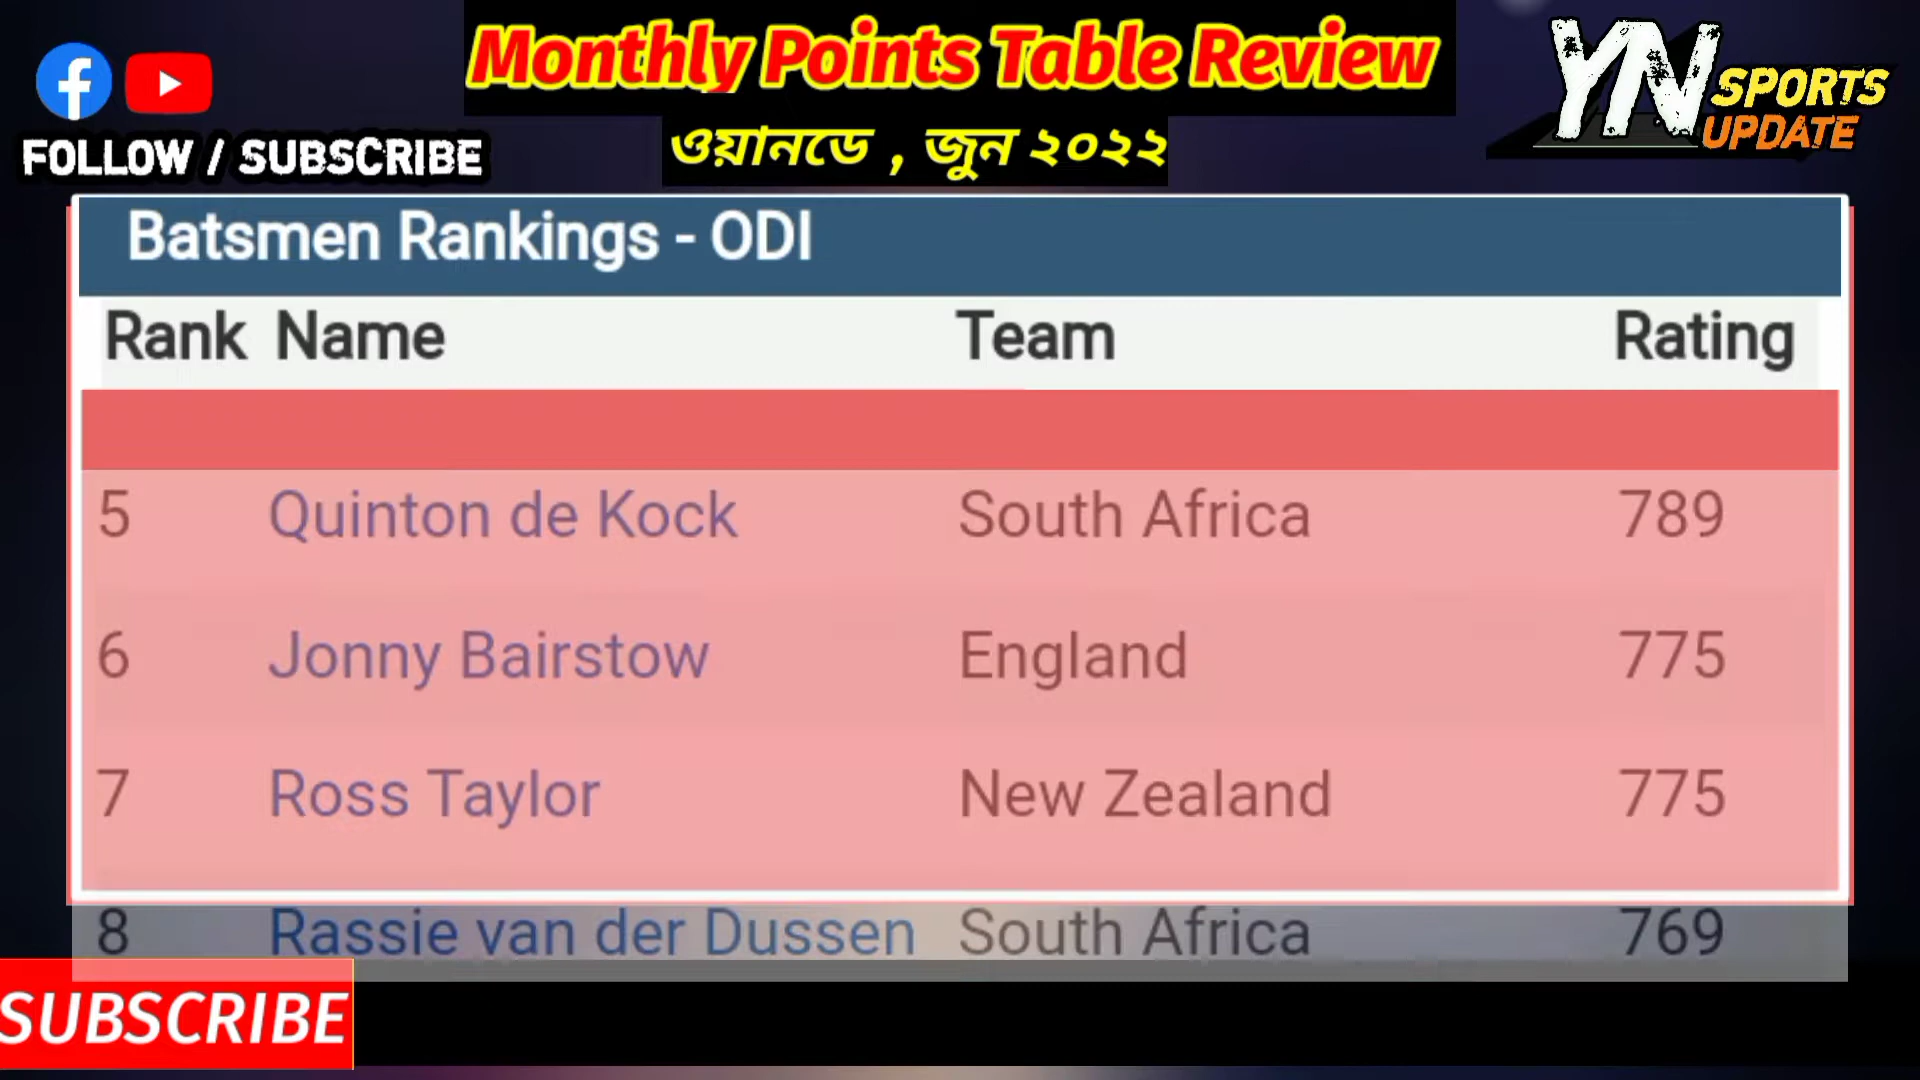 Monthly Points Table Review
YN SPORTS UPDATE
FOLLOW / SUBSCRIBE
ওয়ানডে , জুন ২০২২
Batsmen Rankings - ODI
Rank Name Team Rating
5 Quinton de Kock South Africa 789
6 Jonny Bairstow England 775
7 Ross Taylor New Zealand 775
8 Rassie van der Dussen South Africa 769
SUBSCRIBE